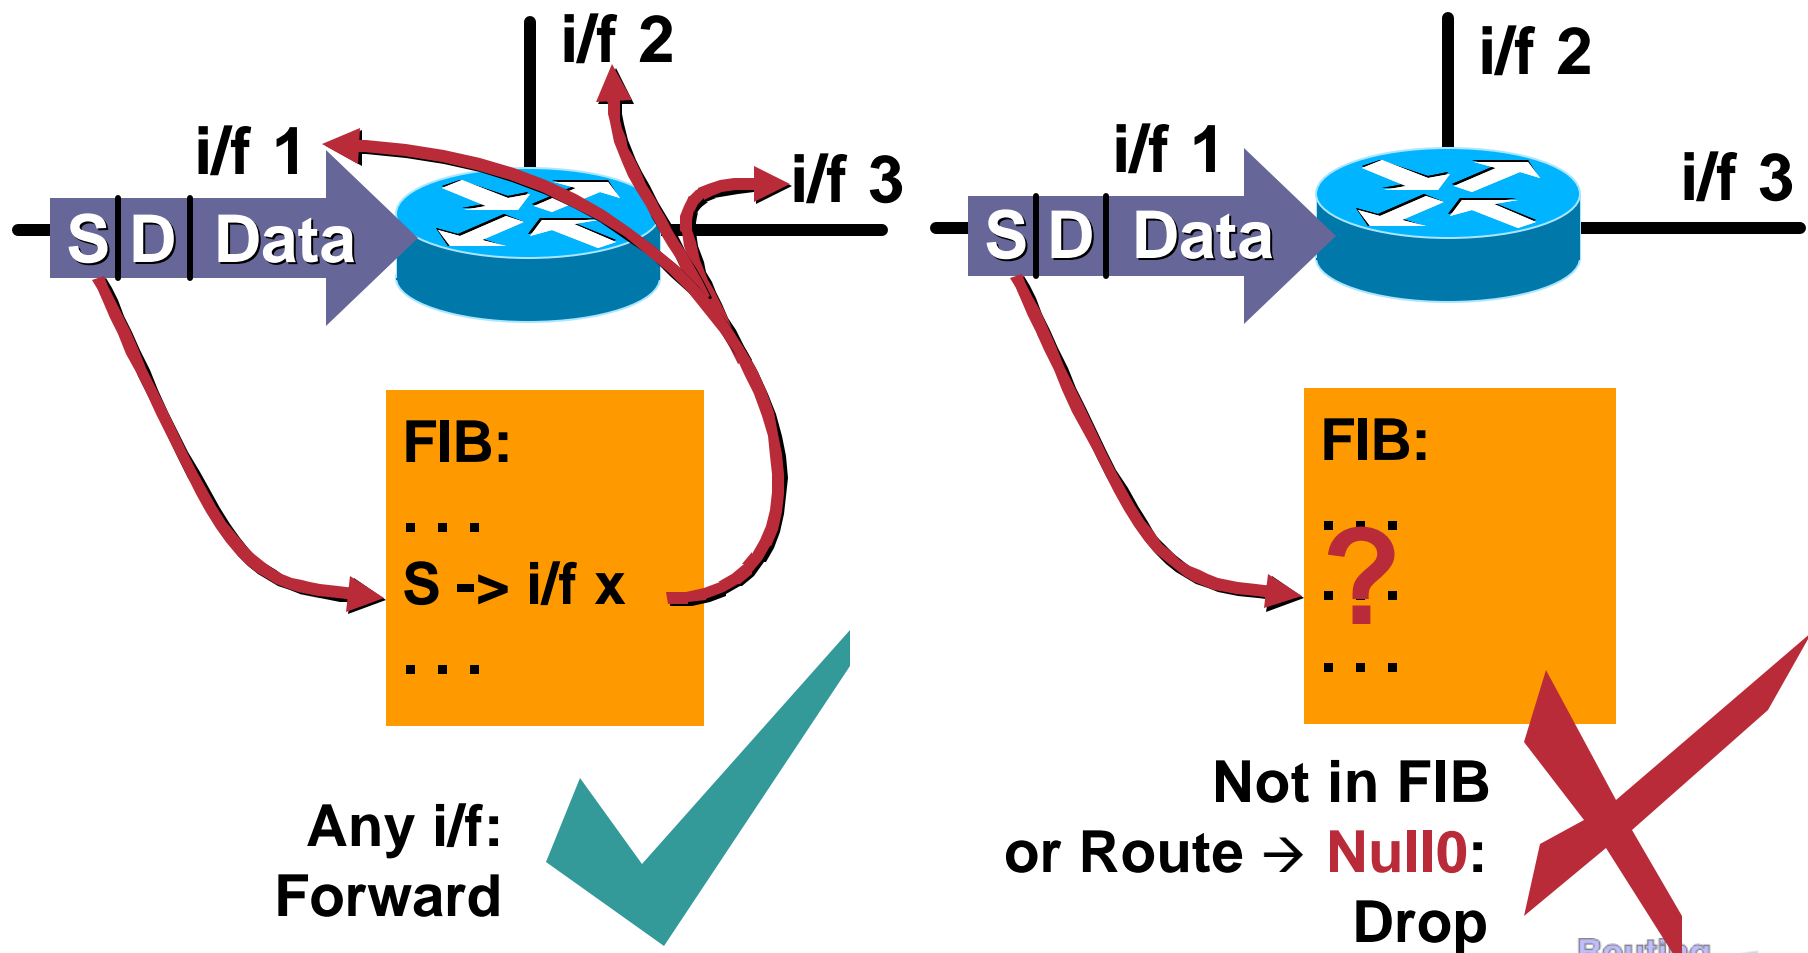 i/f 2
i/f 1
i/f 3
S D Data
FIB:
. . .
S -> i/f x
. . .
Any i/f:
Forward
i/f 2
i/f 1
i/f 3
S D Data
FIB:
. . .
. . .
?
. . .
Not in FIB
or Route → Null0:
Drop
Routing